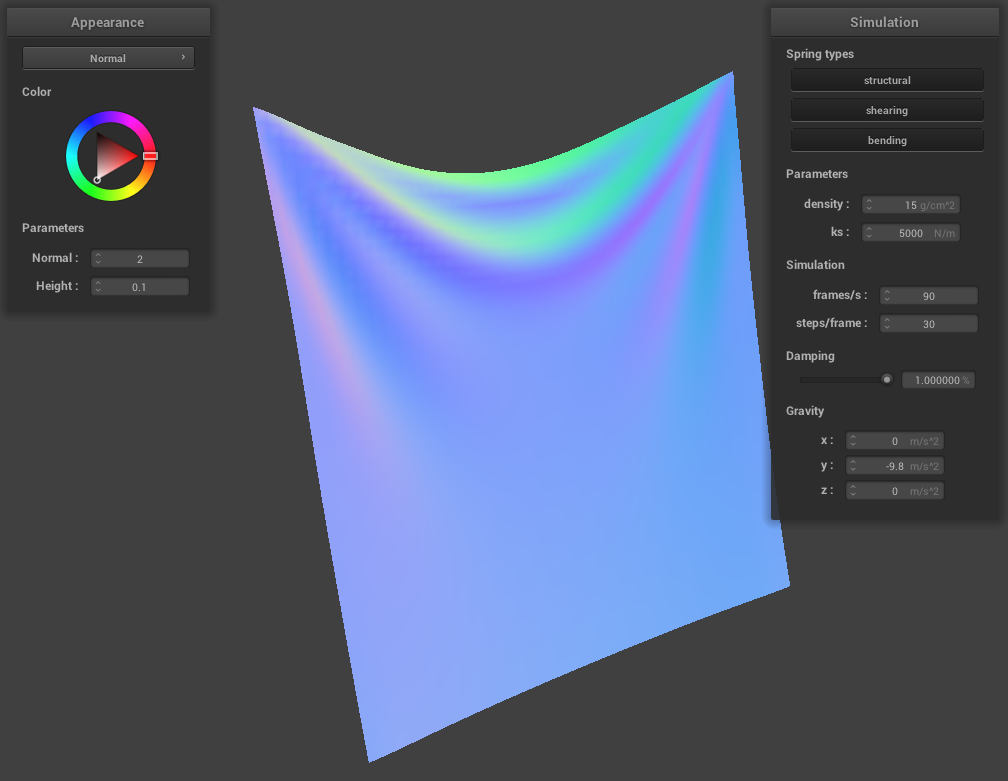 Appearance
Normal
Color
Parameters
Normal : 2
Height : 0.1
Simulation
Spring types
structural
shearing
bending
Parameters
density : 15 g/cm^2
ks : 5000 N/m
Simulation
frames/s : 90
steps/frame : 30
Damping
1.000000 %
Gravity
x : 0 m/s^2
y : -9.8 m/s^2
z : 0 m/s^2